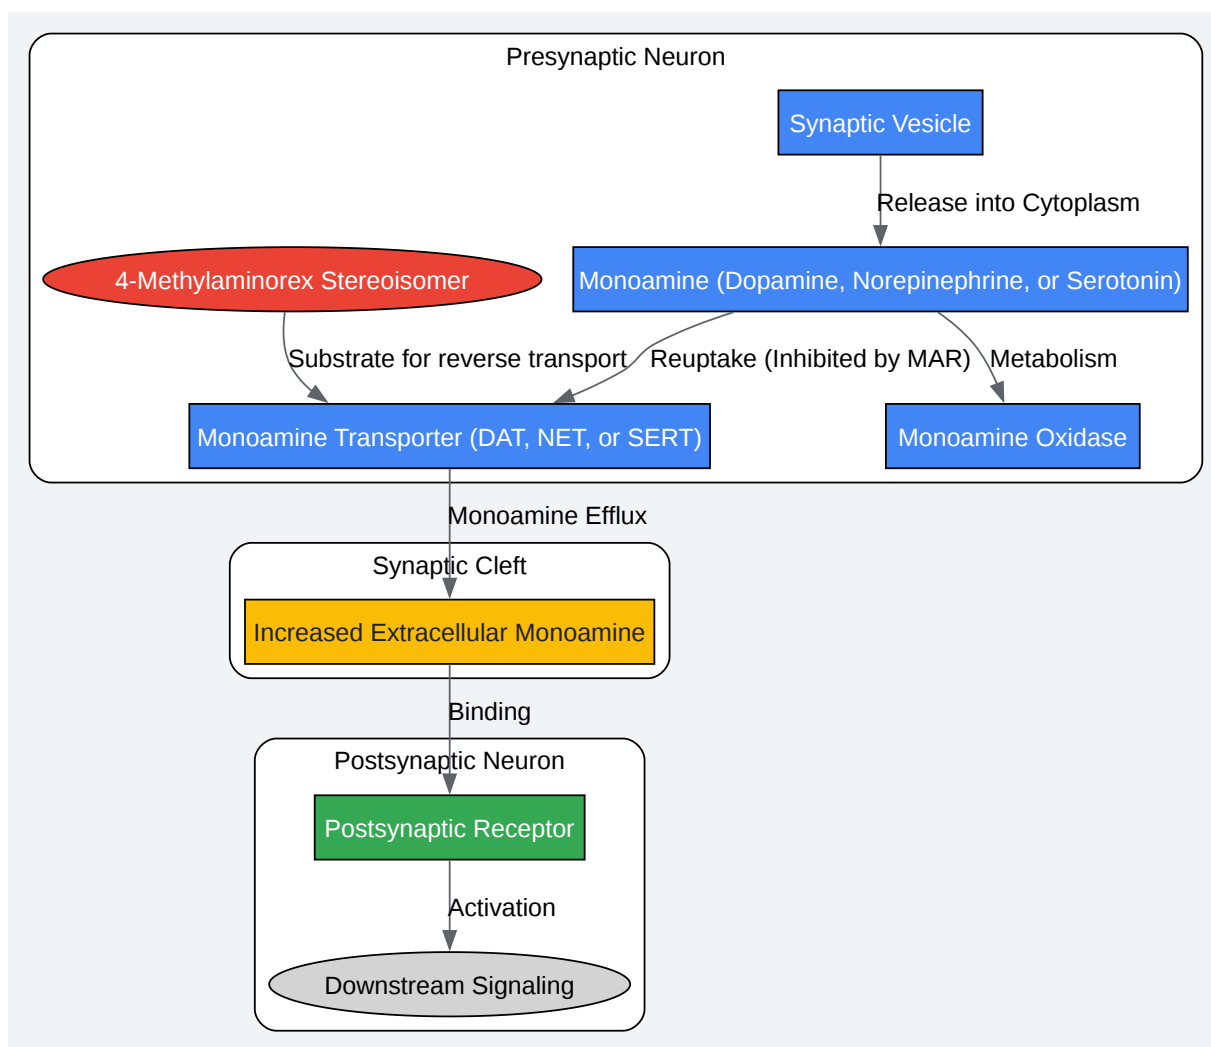 Presynaptic Neuron
Synaptic Vesicle
Release into Cytoplasm
4-Methylaminorex Stereoisomer
Monoamine (Dopamine, Norepinephrine, or Serotonin)
Substrate for reverse transport
Reuptake (Inhibited by MAR)
Metabolism
Monoamine Transporter (DAT, NET, or SERT)
Monoamine Oxidase
Monoamine Efflux
Synaptic Cleft
Increased Extracellular Monoamine
Binding
Postsynaptic Neuron
Postsynaptic Receptor
Activation
Downstream Signaling